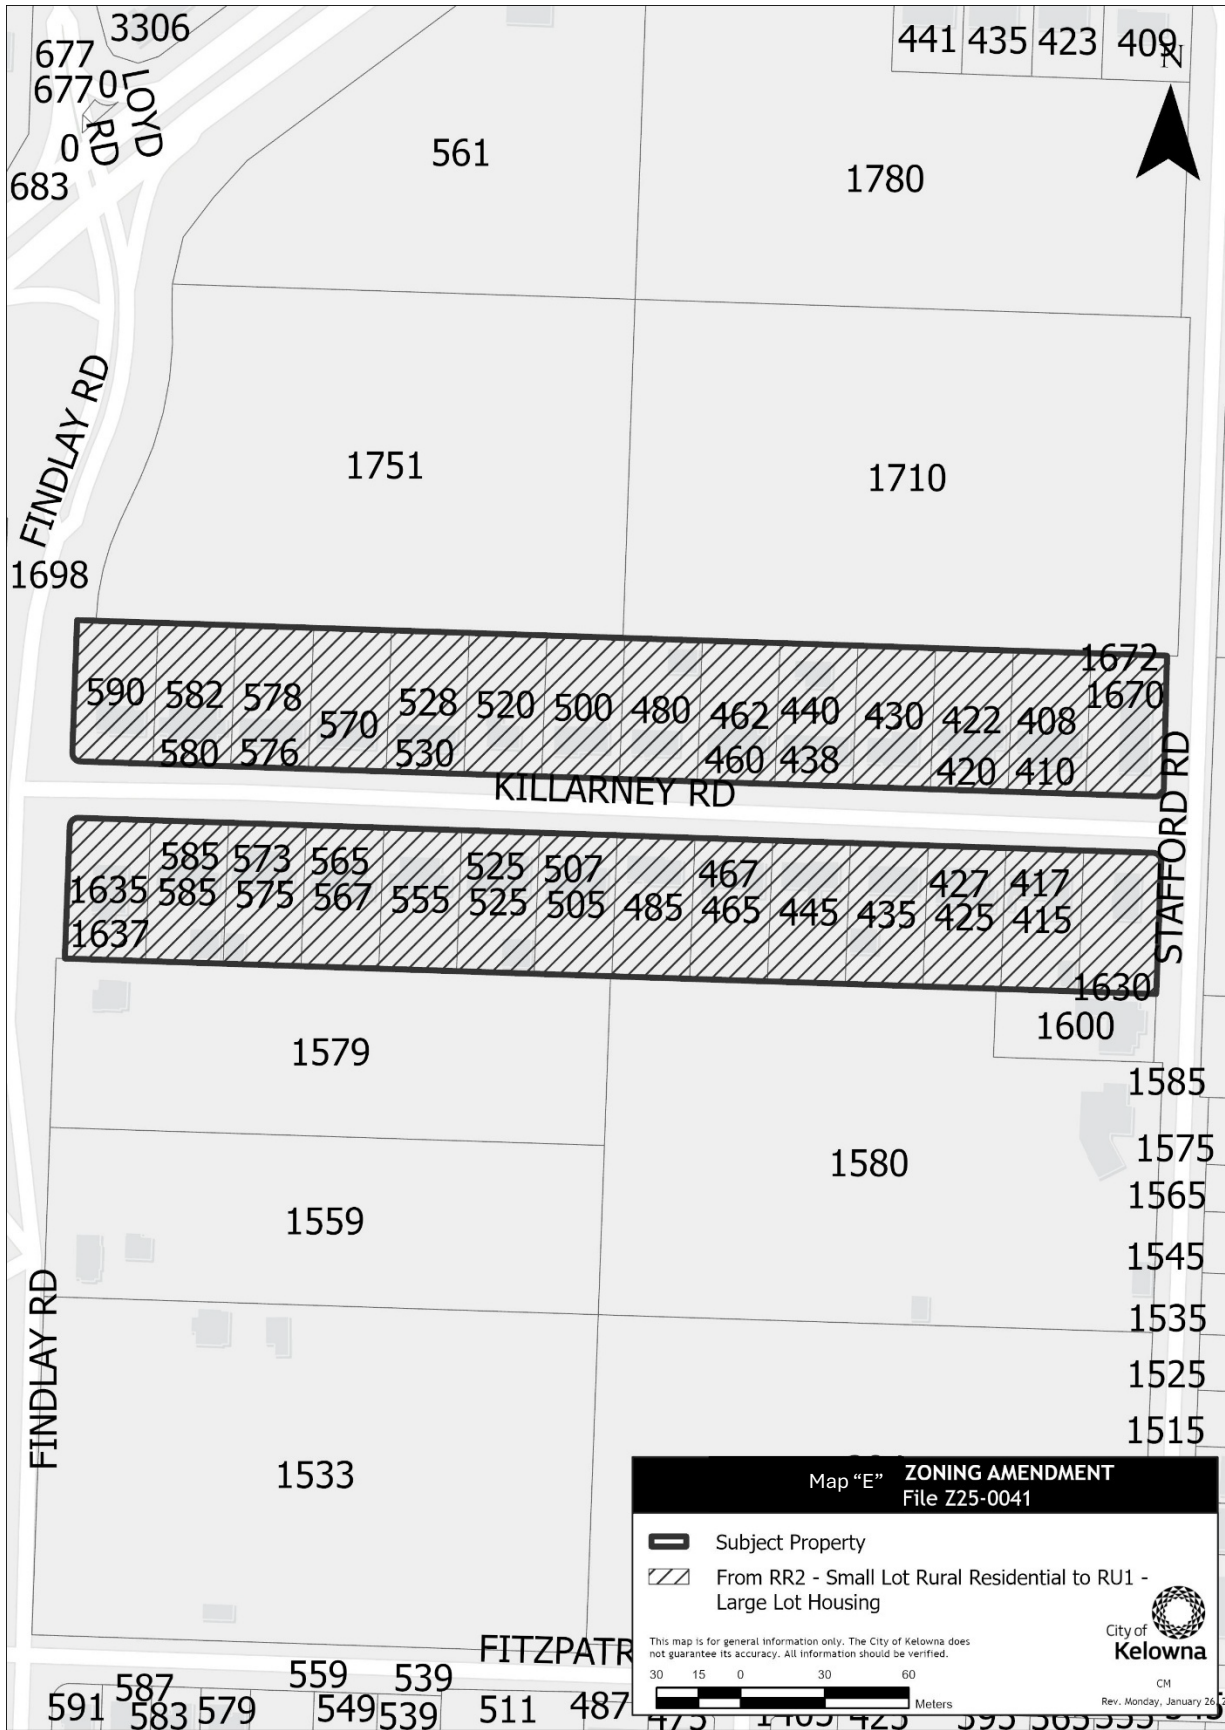 3306
677
677 0
LOYD RD
0
683
441 435 423 409
N
561
1780
FINDLAY RD
1751
1710
1698
1672
590 582 578 570 528 520 500 480 462 440 430 422 408 1670
580 576 530 460 438 420 410
KILLARNEY RD
STAFFORD RD
585 573 565 525 507 467 427 417
1635 585 575 567 555 525 505 485 465 445 435 425 415
1637
1630
1600
1579
1585
1575
1580
1565
1559
1545
1535
FINDLAY RD
1525
1515
1533
Map “E” ZONING AMENDMENT
File Z25-0041
Subject Property
From RR2 - Small Lot Rural Residential to RU1 -
Large Lot Housing
This map is for general information only. The City of Kelowna does
not guarantee its accuracy. All information should be verified.
30 15 0 30 60
Meters
City of
Kelowna
CM
Rev. Monday, January 26, 2
FITZPATR
559 539
587
591 583 579 549 539 511 487